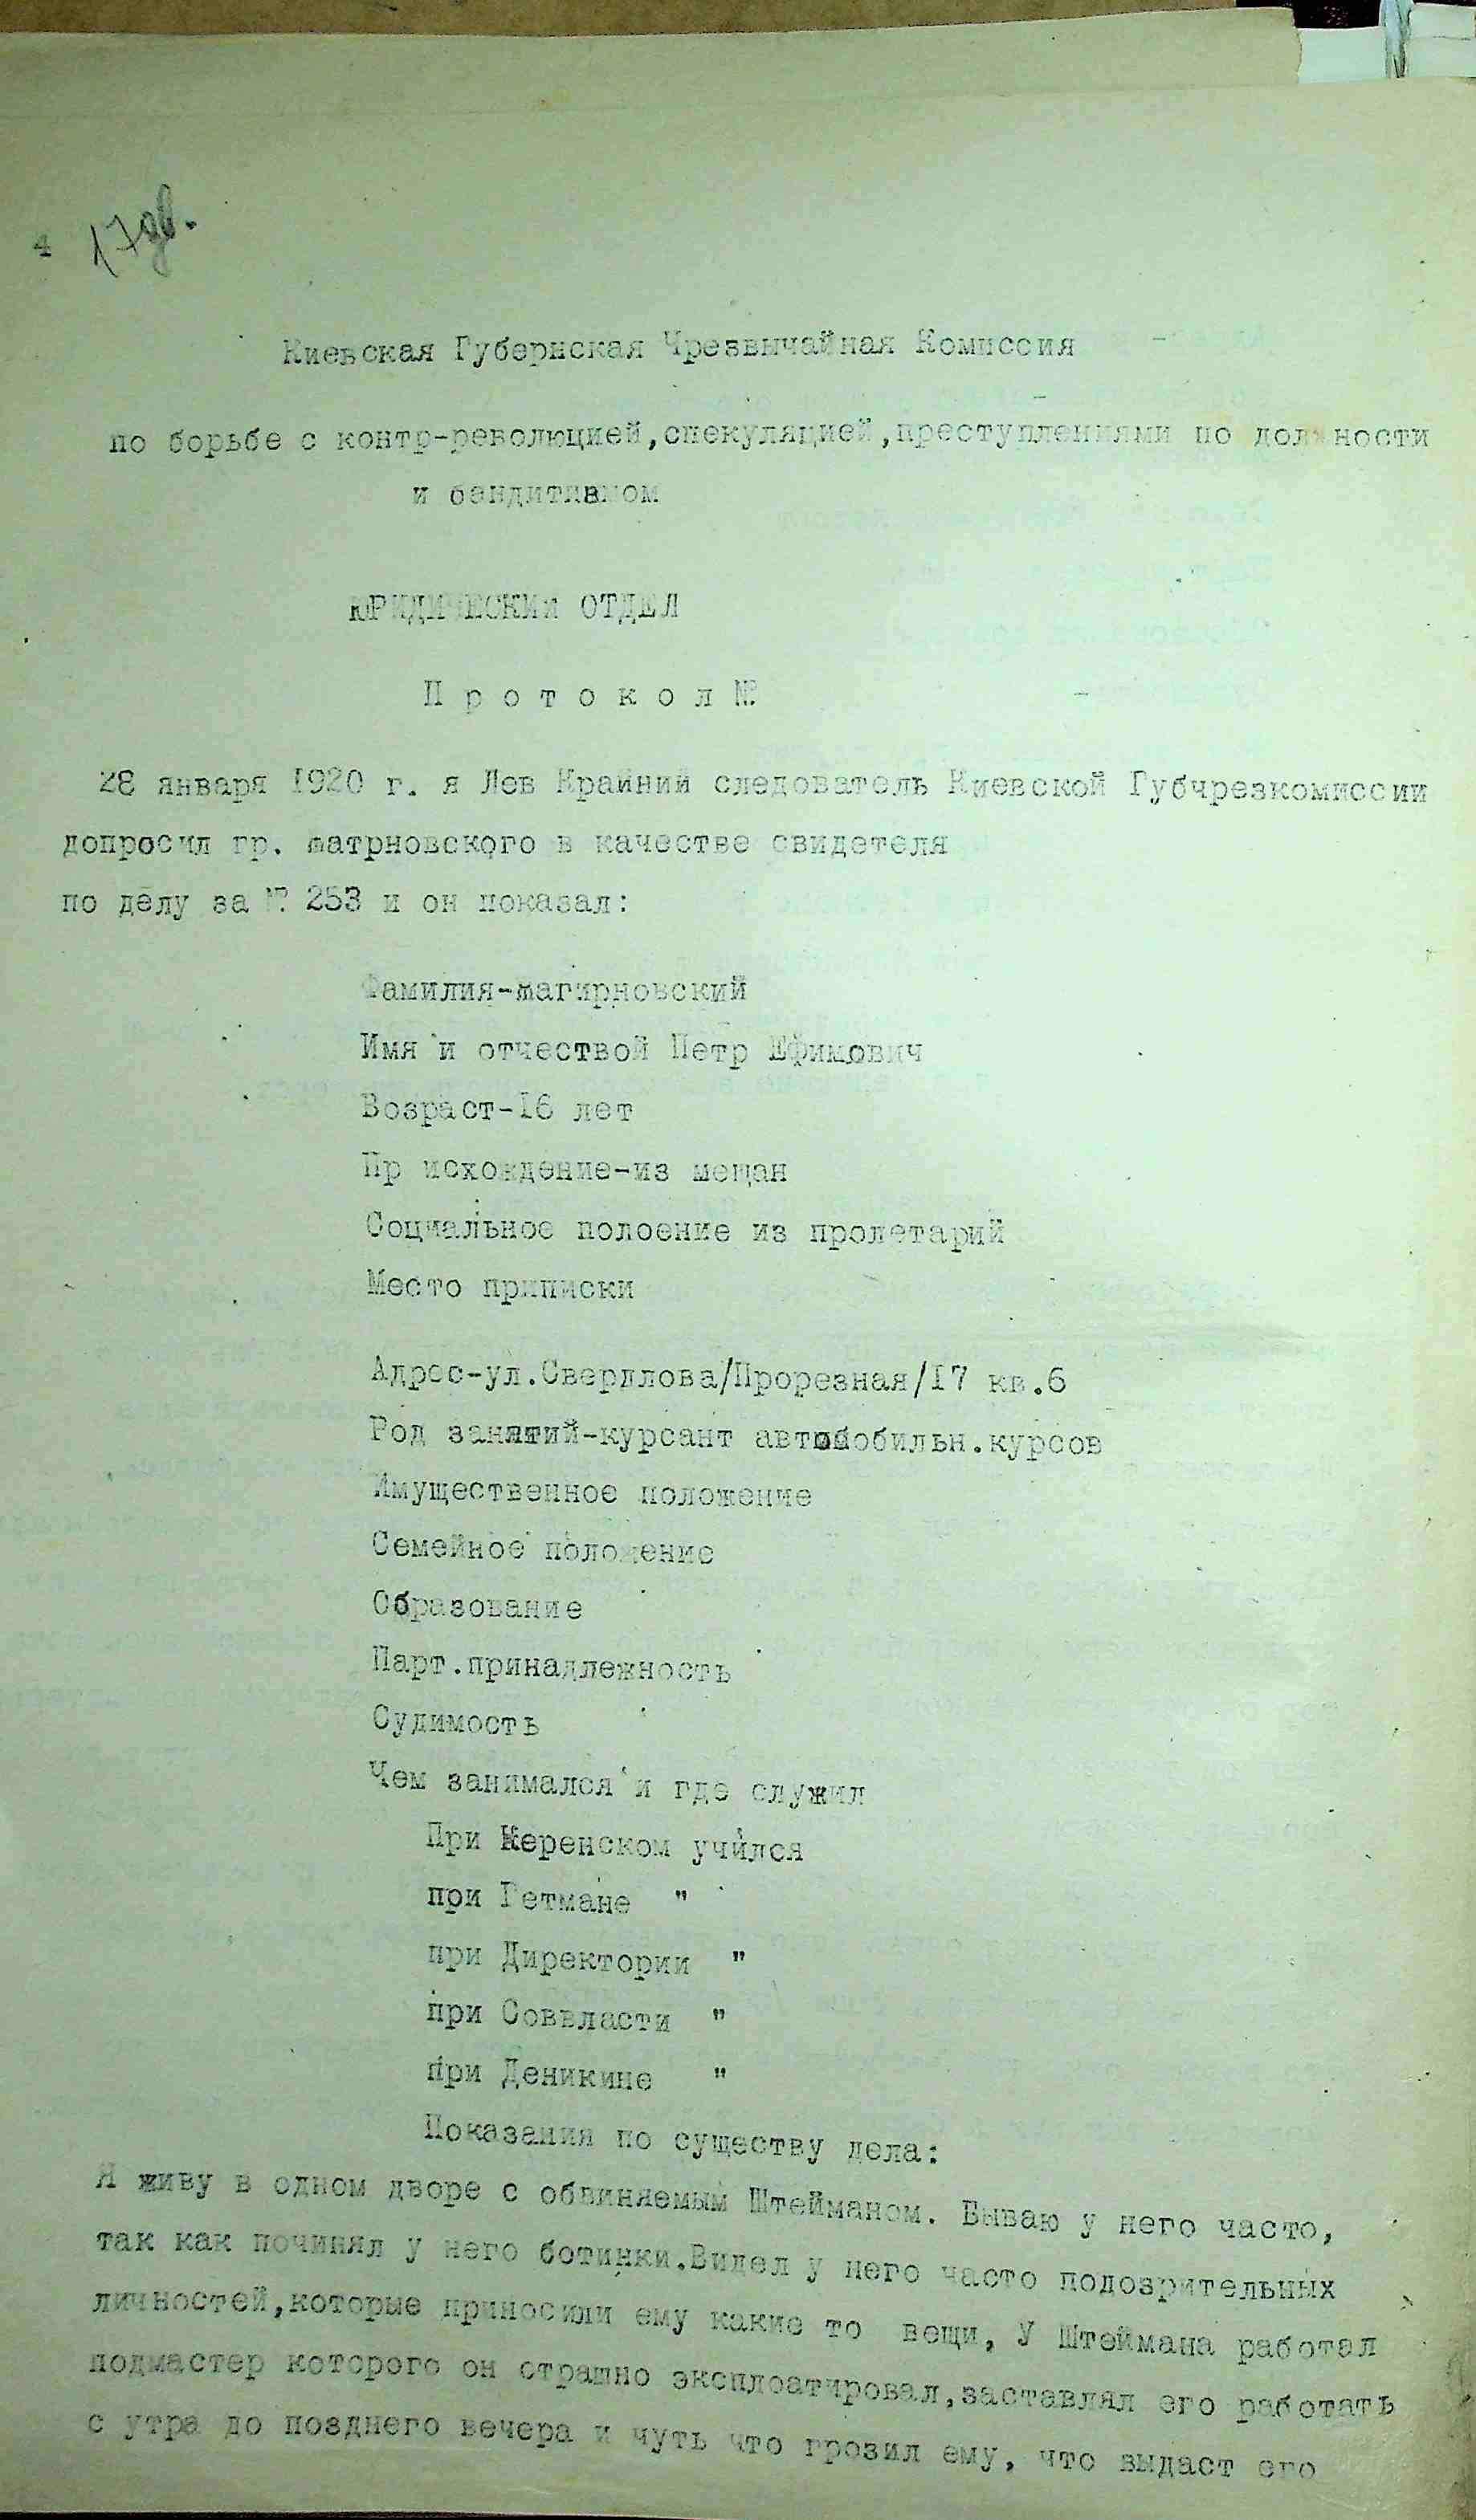 4 17
Киевская Губернская Чрезвычайная Комиссия
по борьбе с контр-революцией,спекуляцией,преступлениями по должности
и бандитизмом
ЮРИДИЧЕСКИЙ ОТДЕЛ
П р о т о к о л №
28 января 1920 г. я Лев Крайний следователь Киевской Губчрезкомиссии
допросил гр. в качестве свидетеля
по делу за № 253 и он показал:
Фамилия-
Имя и отчествой Петр Ефимович
Возраст-16 лет
Пр исхождение-из мещан
Социальное полоение из пролетарий
Место приписки
Адрес-ул.Свердлова/Прорезная/17 кв.6
Род занятий-курсант автомобильн.курсов
Имущественное положение
Семейное положение
Образование
Парт.принадлежность
Судимость
Чем занимался и где служил
При Керенском учился
при Гетмане "
при Директории "
при Соввласти "
при Деникине "
Показания по существу дела:
Я живу в одном дворе с обвиняемым Штейманом. Бываю у него часто,
так как починял у него ботинки.Видел у него часто подозрительных
личностей,которые приносили ему какие то вещи, У Штеймана работал
подмастер которого он страшно эксплоатировал,заставлял его работать
с утра до позднего вечера и чуть что грозил ему, что выдаст его